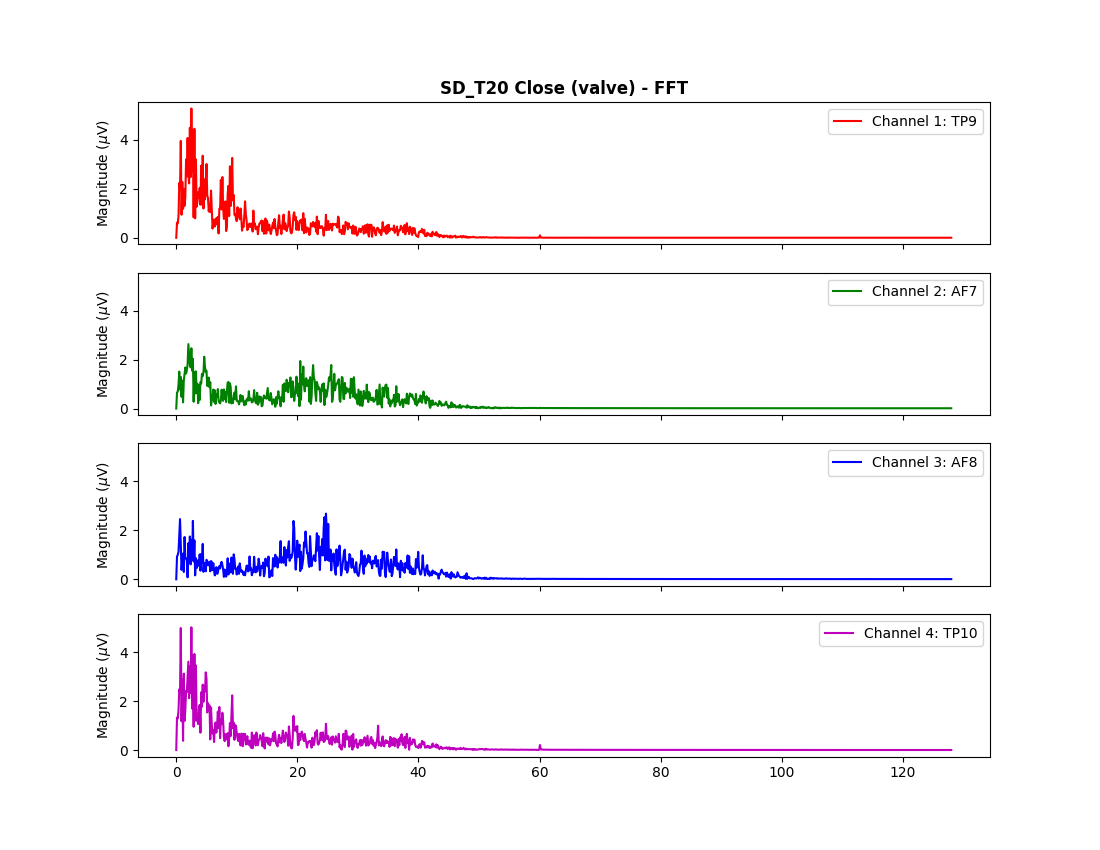 SD_T20 Close (valve) - FFT
Magnitude (μV)
4
2
0
Channel 1: TP9
Magnitude (μV)
4
2
0
Channel 2: AF7
Magnitude (μV)
4
2
0
Channel 3: AF8
Magnitude (μV)
4
2
0
Channel 4: TP10
0 20 40 60 80 100 120